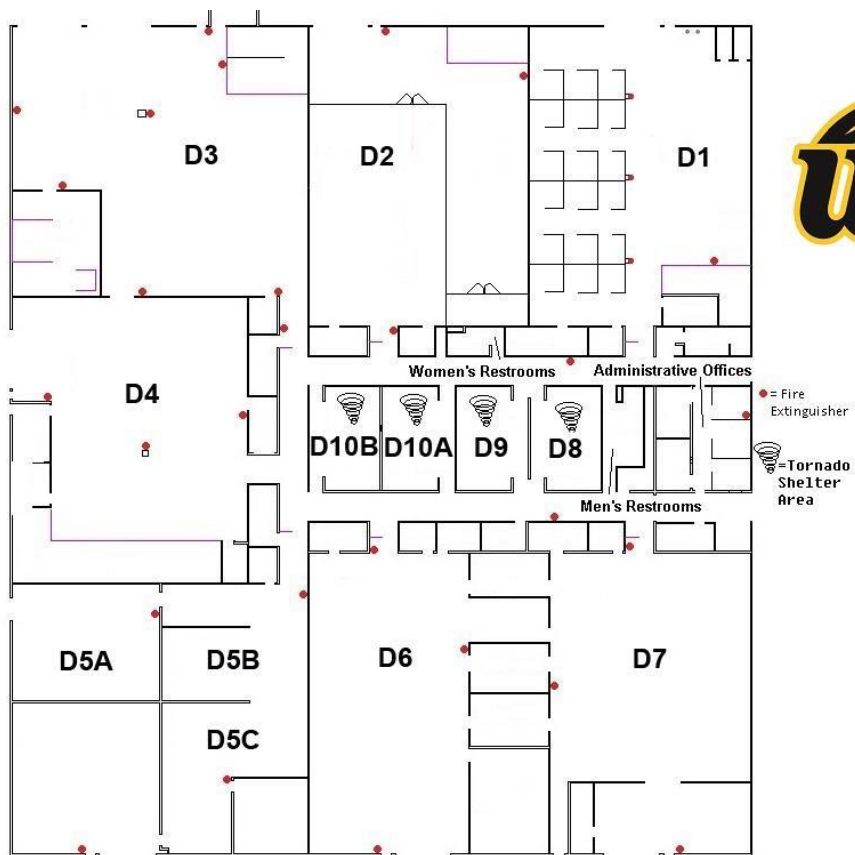 D3
D2
D1
Women's Restrooms
Administrative Offices
D4
= Fire
Extinguisher
D10B
D10A
D9
D8
=Tornado
Shelter
Area
Men's Restrooms
D5A
D5B
D6
D7
D5C